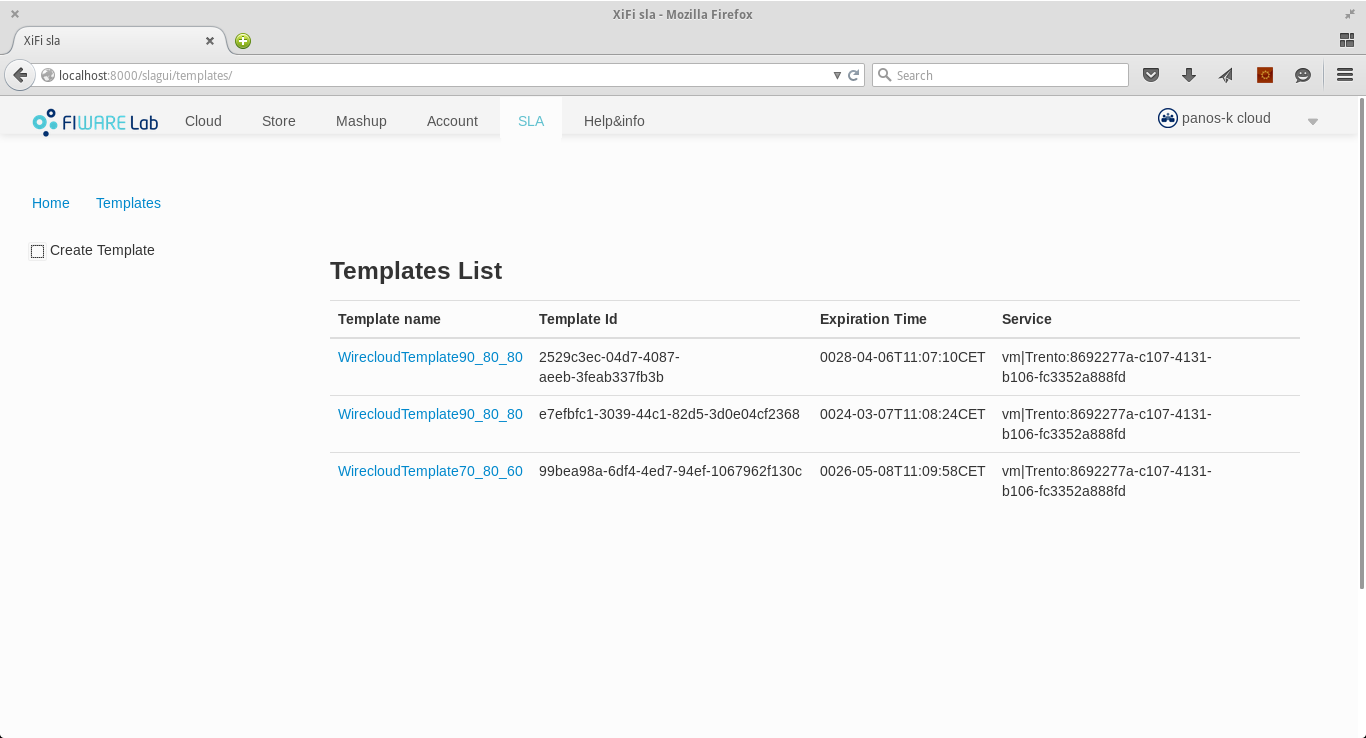 XiFi sla - Mozilla Firefox
XiFi sla
localhost:8000/slagui/templates/
Search
FIWARE Lab
Cloud
Store
Mashup
Account
SLA
Help&info
panos-k cloud
Home
Templates
Create Template
Templates List
Template name
Template Id
Expiration Time
Service
WirecloudTemplate90_80_80
2529c3ec-04d7-4087-
aeeb-3feab337fb3b
0028-04-06T11:07:10CET
vm|Trento:8692277a-c107-4131-
b106-fc3352a888fd
WirecloudTemplate90_80_80
e7efbfc1-3039-44c1-82d5-3d0e04cf2368
0024-03-07T11:08:24CET
vm|Trento:8692277a-c107-4131-
b106-fc3352a888fd
WirecloudTemplate70_80_60
99bea98a-6df4-4ed7-94ef-1067962f130c
0026-05-08T11:09:58CET
vm|Trento:8692277a-c107-4131-
b106-fc3352a888fd